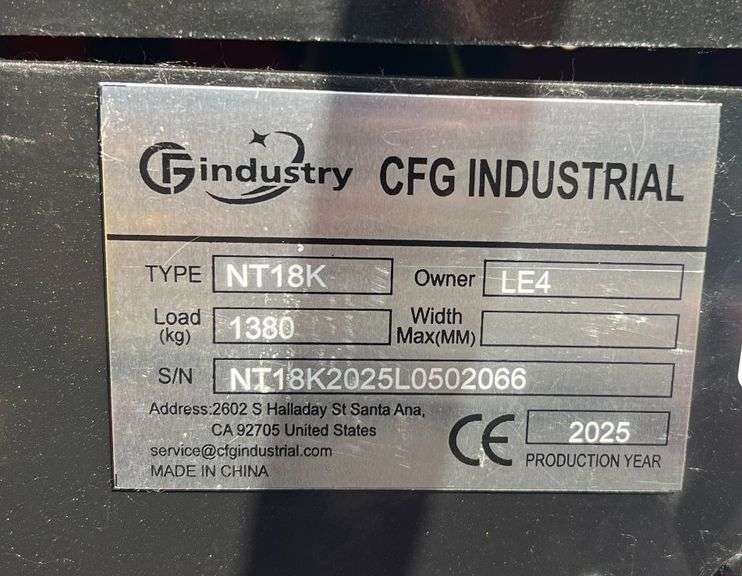 CFindustry CFG INDUSTRIAL
TYPE NT18K Owner LE4
Load (kg) 1380 Width Max(MM)
S/N NT18K2025L0502066
Address:2602 S Halladay St Santa Ana,
CA 92705 United States
service@cfgindustrial.com
MADE IN CHINA
CE 2025
PRODUCTION YEAR